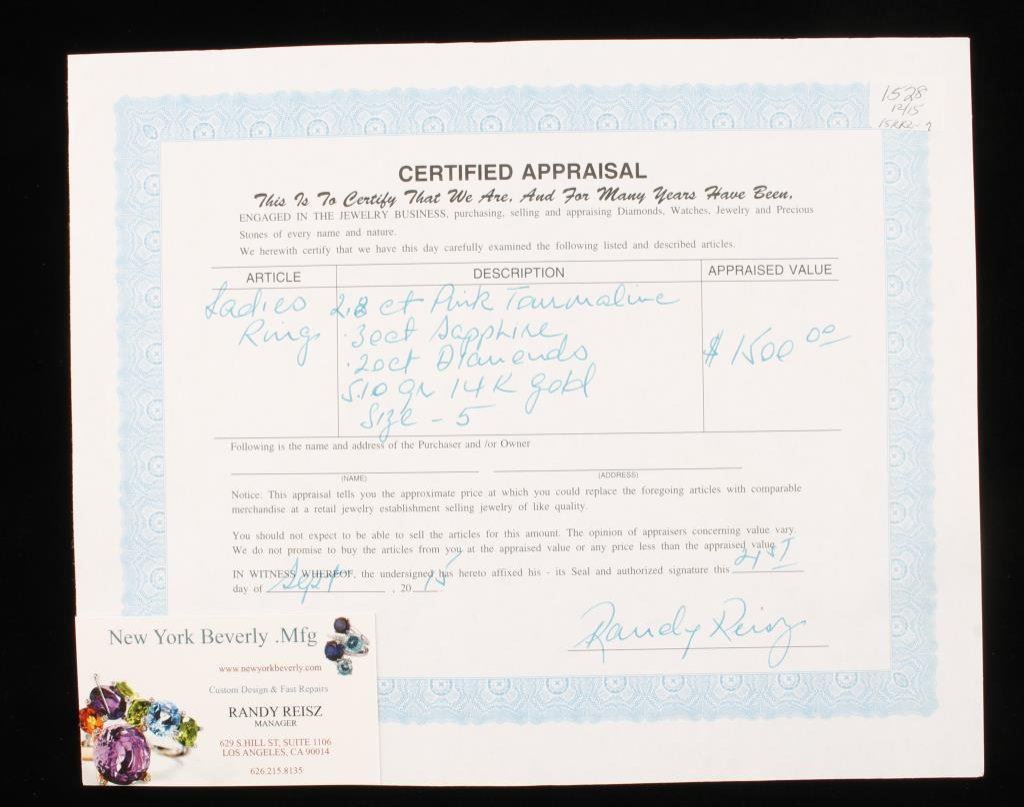 1528
12/15
CERTIFIED APPRAISAL
This Is To Certify That We Are, And For Many Years Have Been,
ENGAGED IN THE JEWELRY BUSINESS, purchasing, selling and appraising Diamonds, Watches, Jewelry and Precious
Stones of every name and nature.
We herewith certify that we have this day carefully examined the following listed and described articles.
ARTICLE DESCRIPTION APPRAISED VALUE
Ladies 2.8 ct Pink Tourmaline
Ring .30ct Sapphire
.20ct Diamonds $1500 00
5.10 gr 14K gold
Size - 5
Following is the name and address of the Purchaser and /or Owner
(NAME) (ADDRESS)
Notice: This appraisal tells you the approximate price at which you could replace the foregoing articles with comparable
merchandise at a retail jewelry establishment selling jewelry of like quality.
You should not expect to be able to sell the articles for this amount. The opinion of appraisers concerning value vary.
We do not promise to buy the articles from you at the appraised value or any price less than the appraised value.
IN WITNESS WHEREOF, the undersigned has hereto affixed his - its Seal and authorized signature this 21st
day of Sept , 20 15
Randy Reisz
New York Beverly .Mfg
www.newyorkbeverly.com
Custom Design & Fast Repairs
RANDY REISZ
MANAGER
629 S.HILL ST, SUITE 1106
LOS ANGELES, CA 90014
626.215.8135